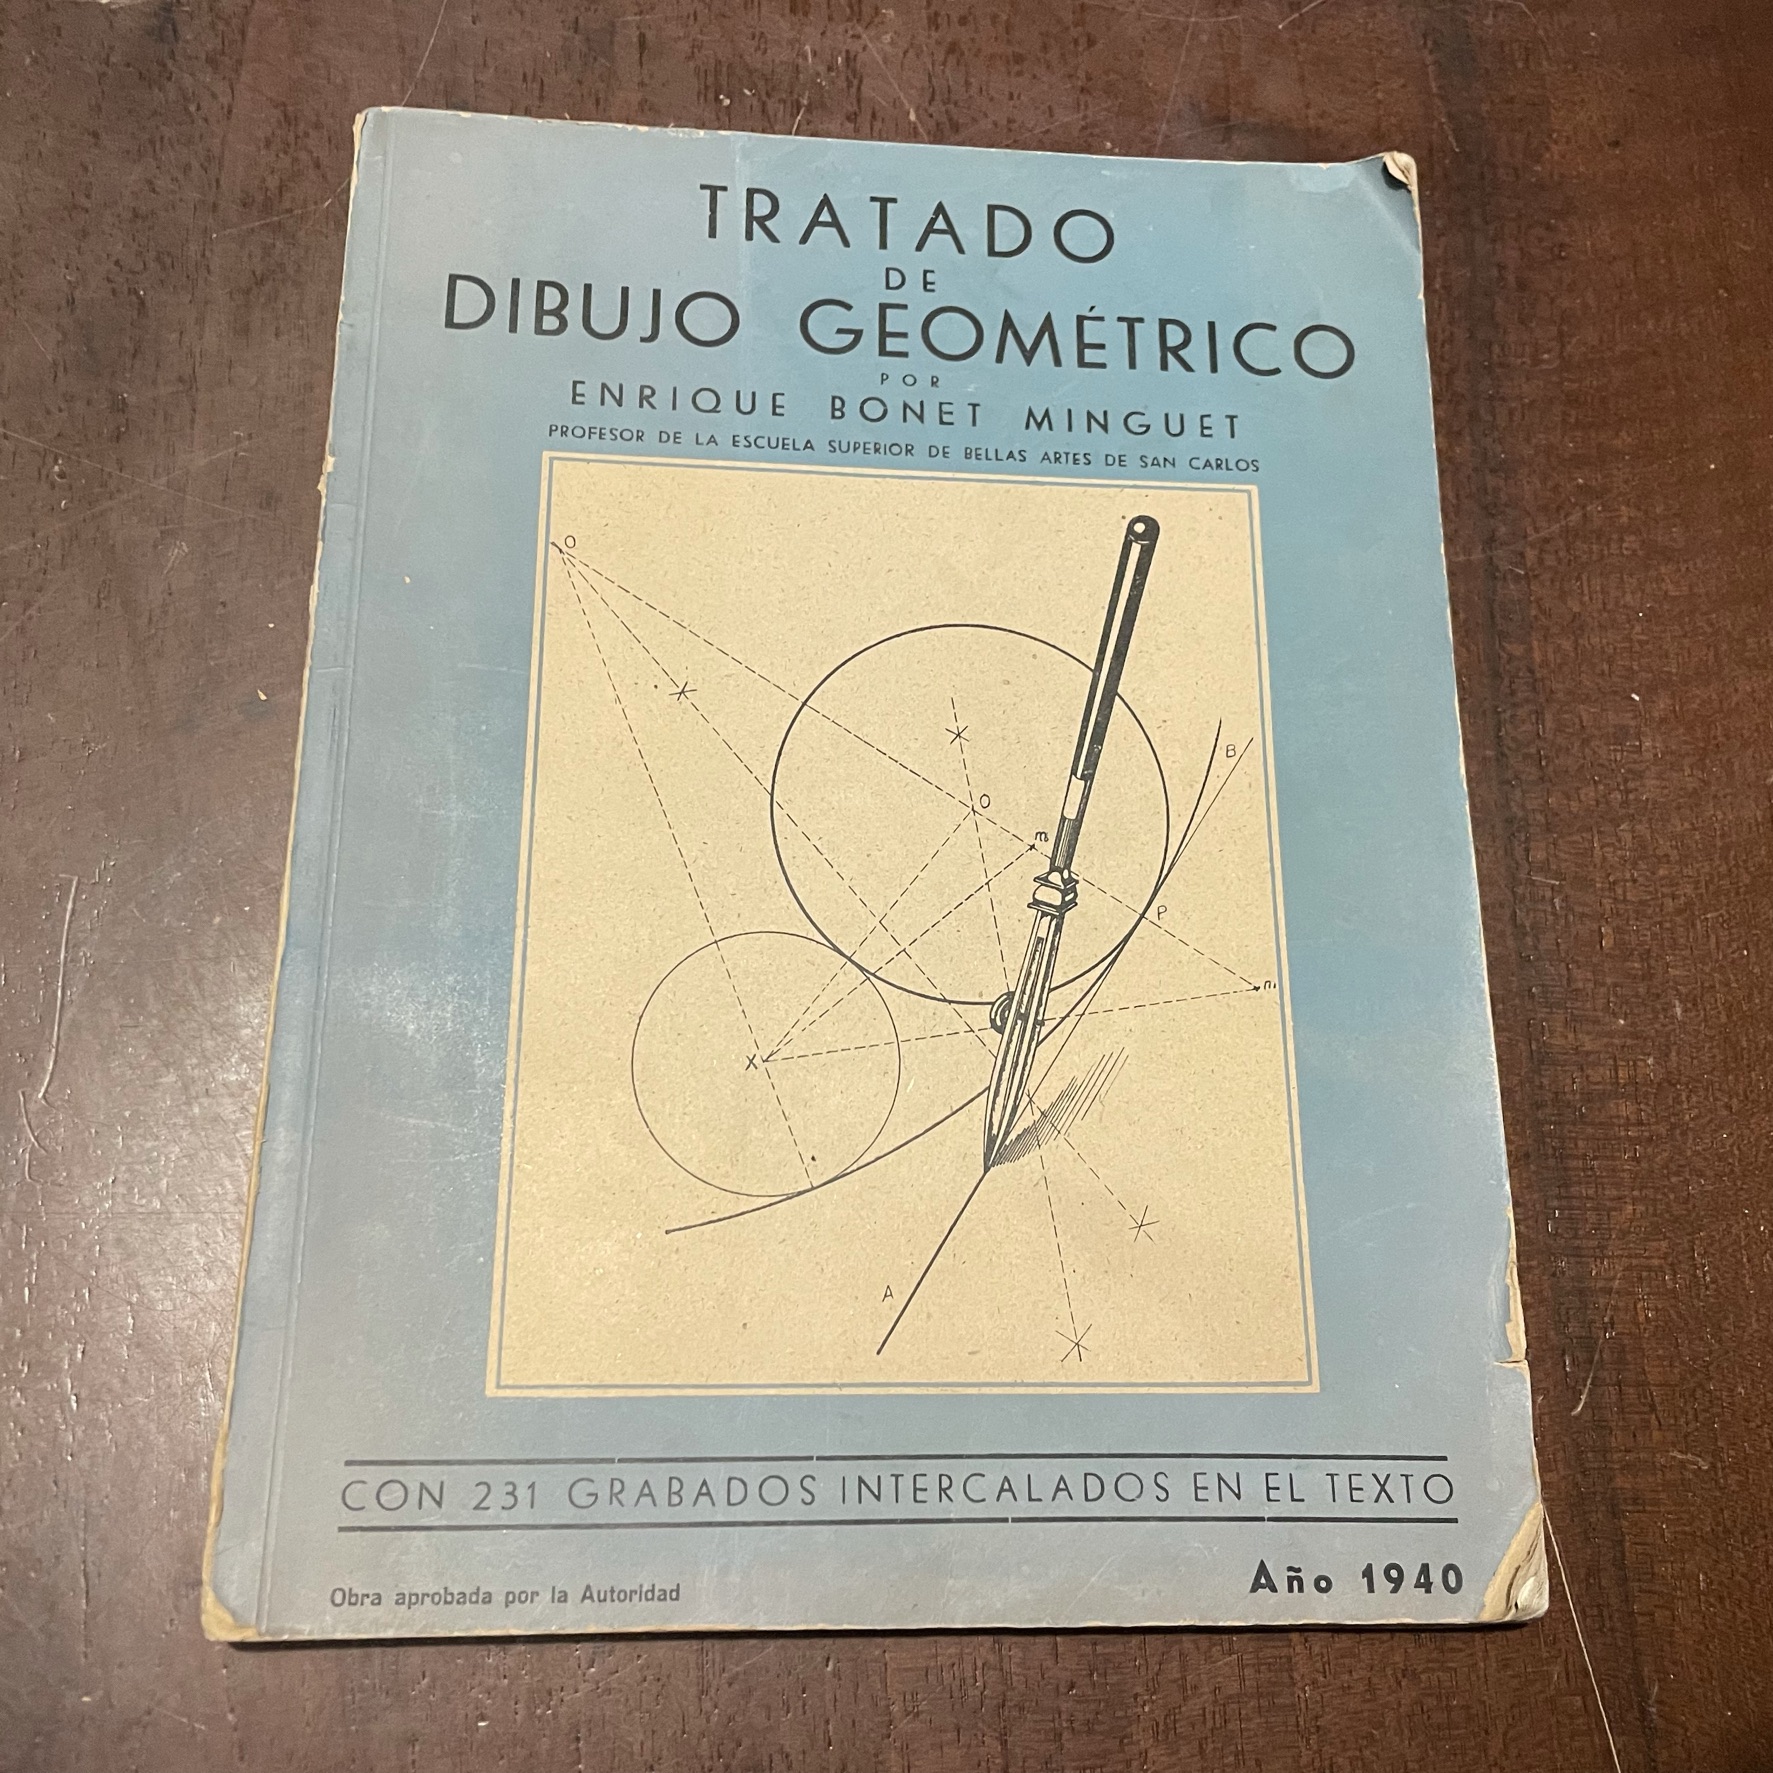 TRATADO
DE
DIBUJO GEOMÉTRICO
POR
ENRIQUE BONET MINGUET
PROFESOR DE LA ESCUELA SUPERIOR DE BELLAS ARTES DE SAN CARLOS
O
B
O
P
X
A
CON 231 GRABADOS INTERCALADOS EN EL TEXTO
Año 1940
Obra aprobada por la Autoridad